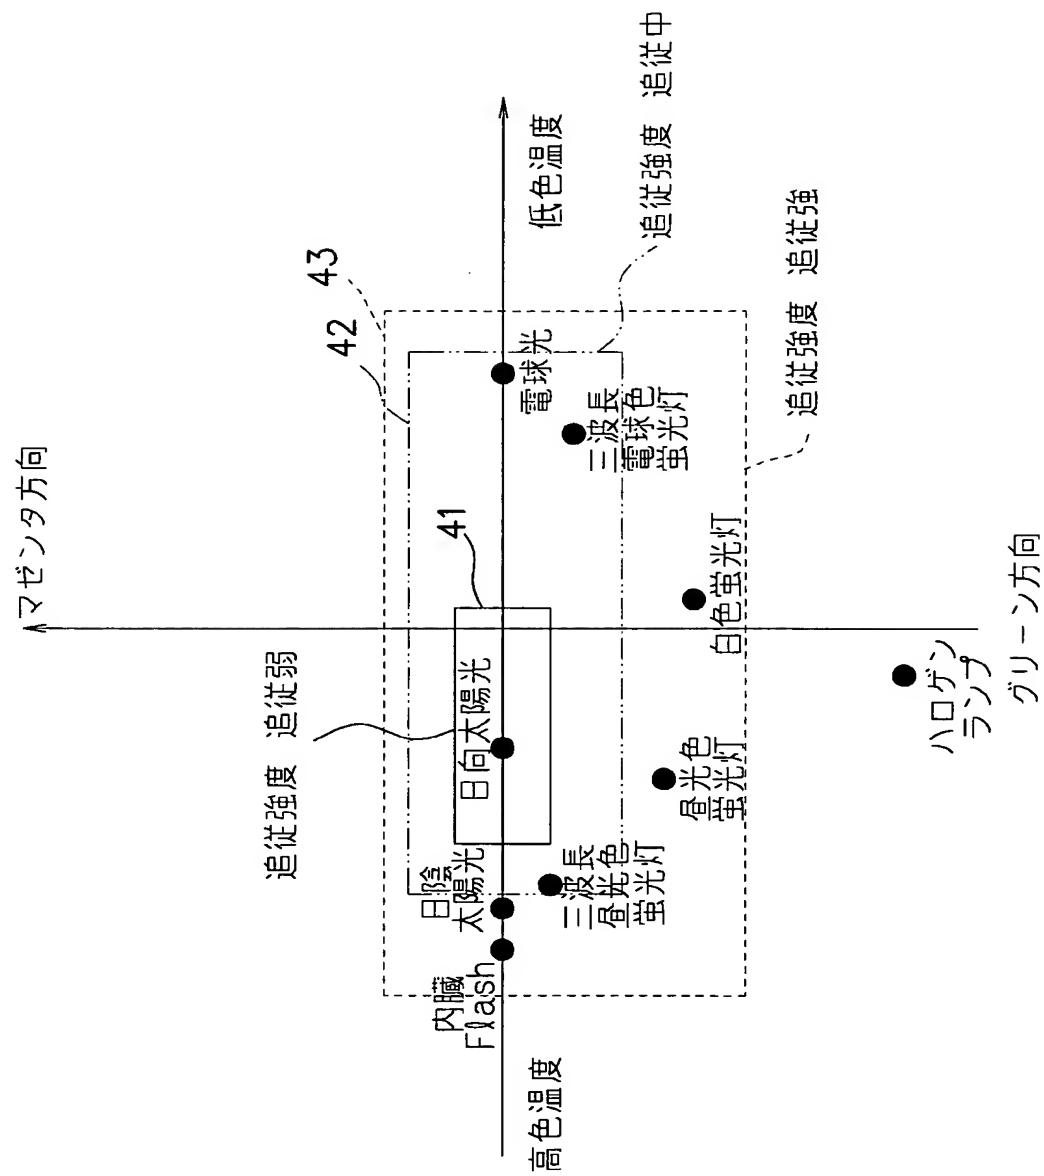 マゼンタ方向
追従強度 追従弱
41
42
43
内臓
Flash
日陰
太陽光
日向太陽光
電球光
高色温度
低色温度
三波長
昼光色
蛍光灯
三波長
電球色
蛍光灯
追従強度 追従中
昼光色
蛍光灯
白色蛍光灯
追従強度 追従強
ハロゲン
ランプ
グリーン方向